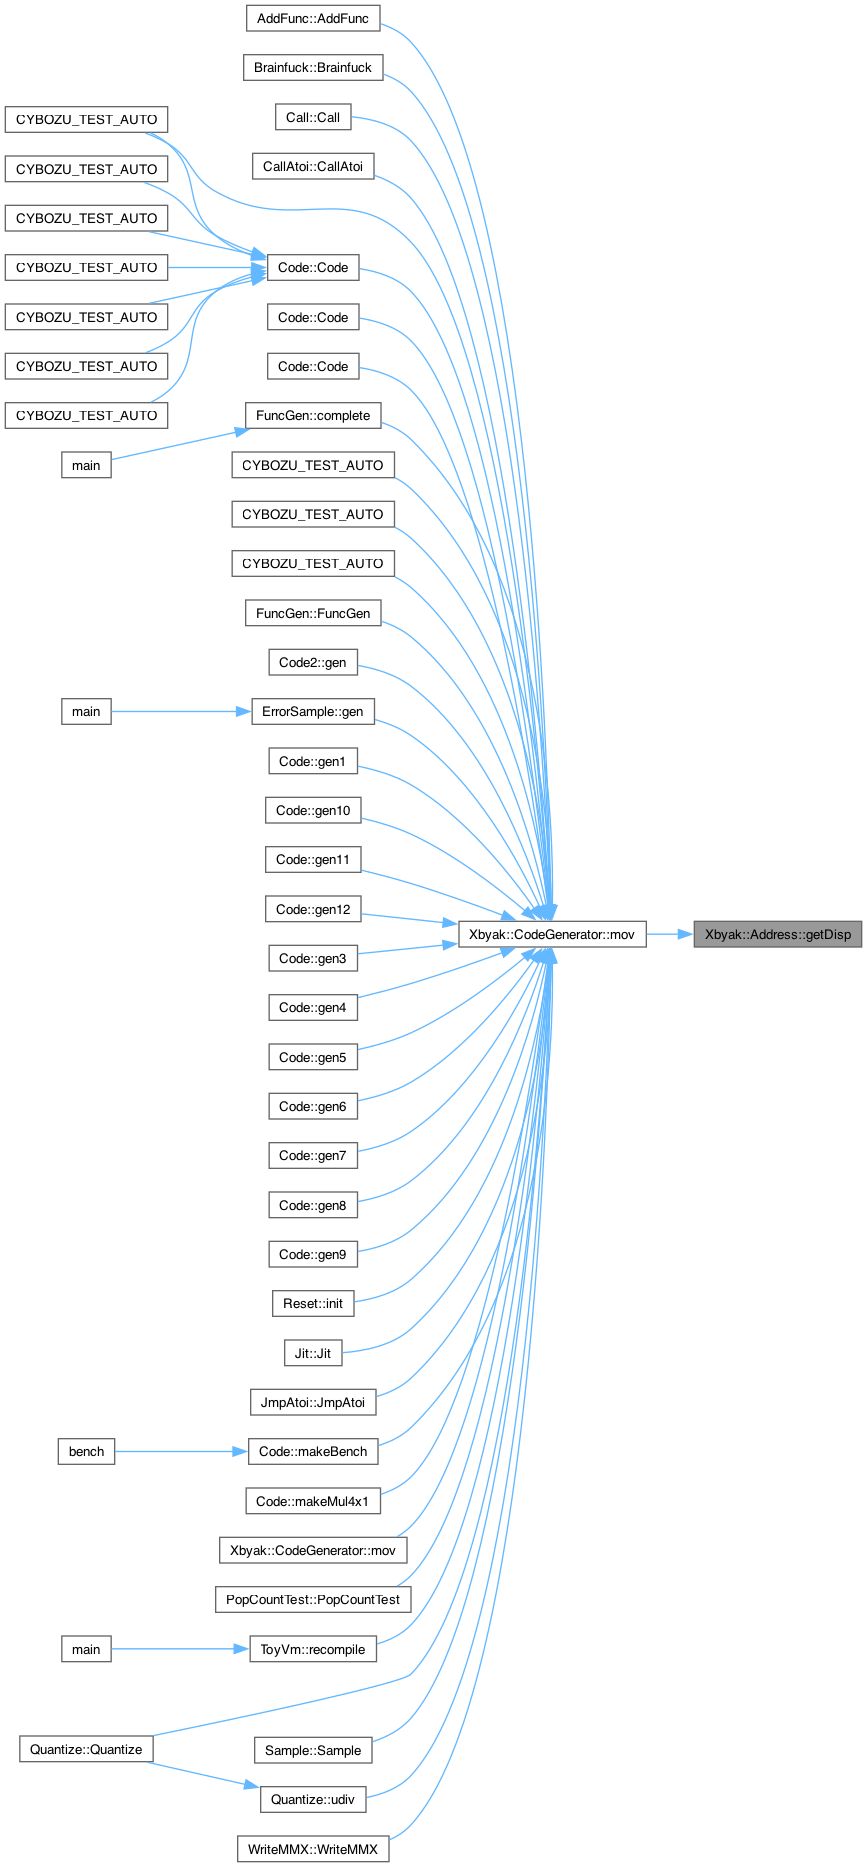 AddFunc::AddFunc
Brainfuck::Brainfuck
Call::Call
CYBOZU_TEST_AUTO
CallAtoi::CallAtoi
CYBOZU_TEST_AUTO
CYBOZU_TEST_AUTO
CYBOZU_TEST_AUTO
Code::Code
CYBOZU_TEST_AUTO
Code::Code
CYBOZU_TEST_AUTO
Code::Code
CYBOZU_TEST_AUTO
FuncGen::complete
main
CYBOZU_TEST_AUTO
CYBOZU_TEST_AUTO
CYBOZU_TEST_AUTO
FuncGen::FuncGen
Code2::gen
main
ErrorSample::gen
Code::gen1
Code::gen10
Code::gen11
Code::gen12
Xbyak::CodeGenerator::mov
Xbyak::Address::getDisp
Code::gen3
Code::gen4
Code::gen5
Code::gen6
Code::gen7
Code::gen8
Code::gen9
Reset::init
Jit::Jit
JmpAtoi::JmpAtoi
bench
Code::makeBench
Code::makeMul4x1
Xbyak::CodeGenerator::mov
PopCountTest::PopCountTest
main
ToyVm::recompile
Quantize::Quantize
Sample::Sample
Quantize::udiv
WriteMMX::WriteMMX